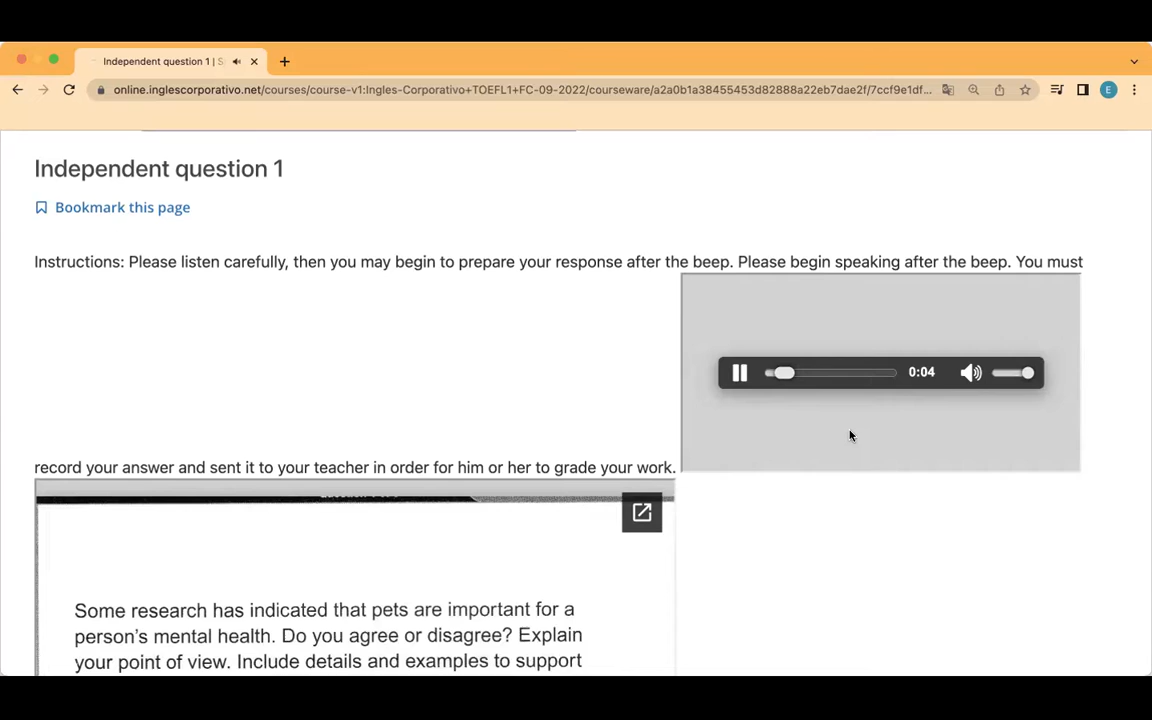 Independent question 1 | S
online.inglescorporativo.net/courses/course-v1:Ingles-Corporativo+TOEFL1+FC-09-2022/courseware/a2a0b1a38455453d82888a22eb7dae2f/7ccf9e1df...
E
Independent question 1
Bookmark this page
Instructions: Please listen carefully, then you may begin to prepare your response after the beep. Please begin speaking after the beep. You must
0:04
record your answer and sent it to your teacher in order for him or her to grade your work.
Some research has indicated that pets are important for a
person's mental health. Do you agree or disagree? Explain
your point of view. Include details and examples to support